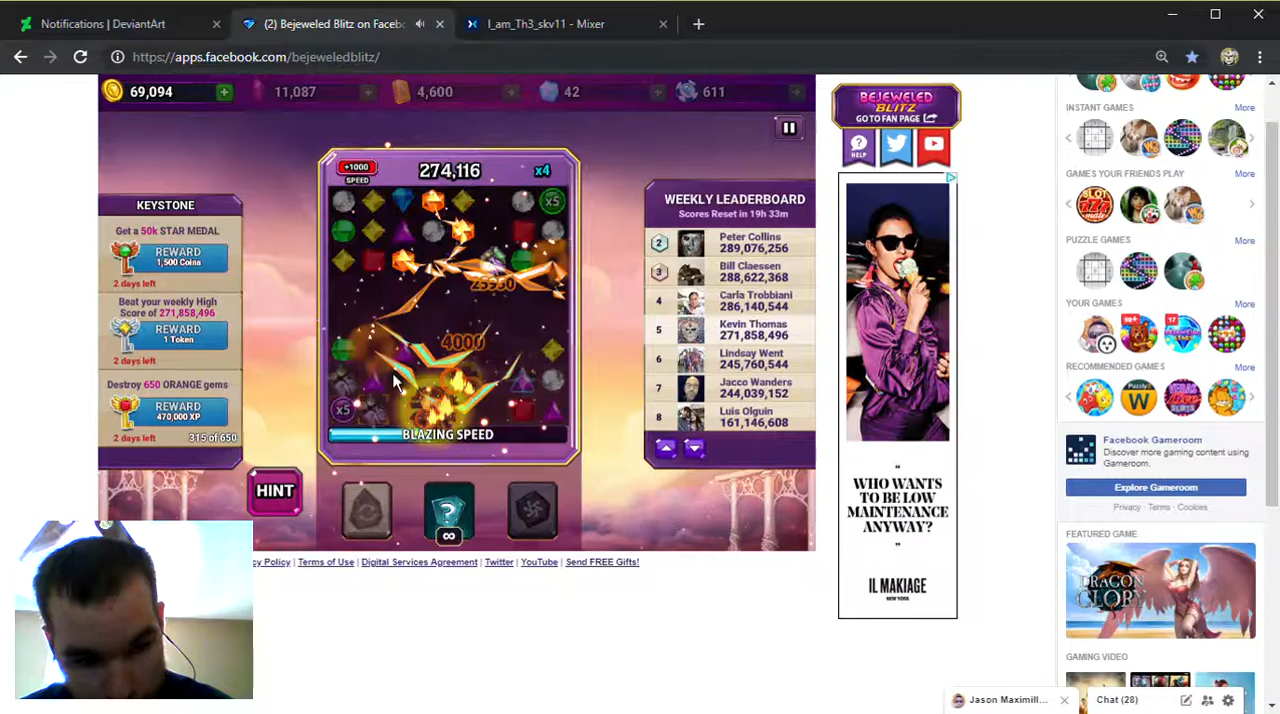 Notifications | DeviantArt
(2) Bejeweled Blitz on Facebo
I_am_Th3_skv11 - Mixer
https://apps.facebook.com/bejeweledblitz/
69,094
11,087
4,600
42
611
+1000
SPEED
274,116
x4
x5
25550
4000
x5
BLAZING SPEED
KEYSTONE
Get a 50k STAR MEDAL
REWARD
1,500 Coins
2 days left
Beat your weekly High
Score of 271,858,496
REWARD
1 Token
2 days left
Destroy 650 ORANGE gems
REWARD
470,000 XP
2 days left
315 of 650
HINT
?
∞
WEEKLY LEADERBOARD
Scores Reset in 19h 33m
2
Peter Collins
289,076,256
3
Bill Claessen
288,622,368
4
Carla Trobbiani
286,140,544
5
Kevin Thomas
271,858,496
6
Lindsay Went
245,760,544
7
Jacco Wanders
244,039,152
8
Luis Olguin
161,146,608
cy Policy | Terms of Use | Digital Services Agreement | Twitter | YouTube | Send FREE Gifts!
BEJEWELED
BLITZ
GO TO FAN PAGE
HELP
WHO WANTS
TO BE LOW
MAINTENANCE
ANYWAY?
IL MAKIAGE
NEW YORK
INSTANT GAMES
More
GAMES YOUR FRIENDS PLAY
More
PUZZLE GAMES
More
YOUR GAMES
More
RECOMMENDED GAMES
More
Facebook Gameroom
Discover more gaming content using
Gameroom.
Explore Gameroom
Privacy · Terms · Cookies
FEATURED GAME
DRAGON
GLORY
GAMING VIDEO
Jason Maximill...
Chat (28)